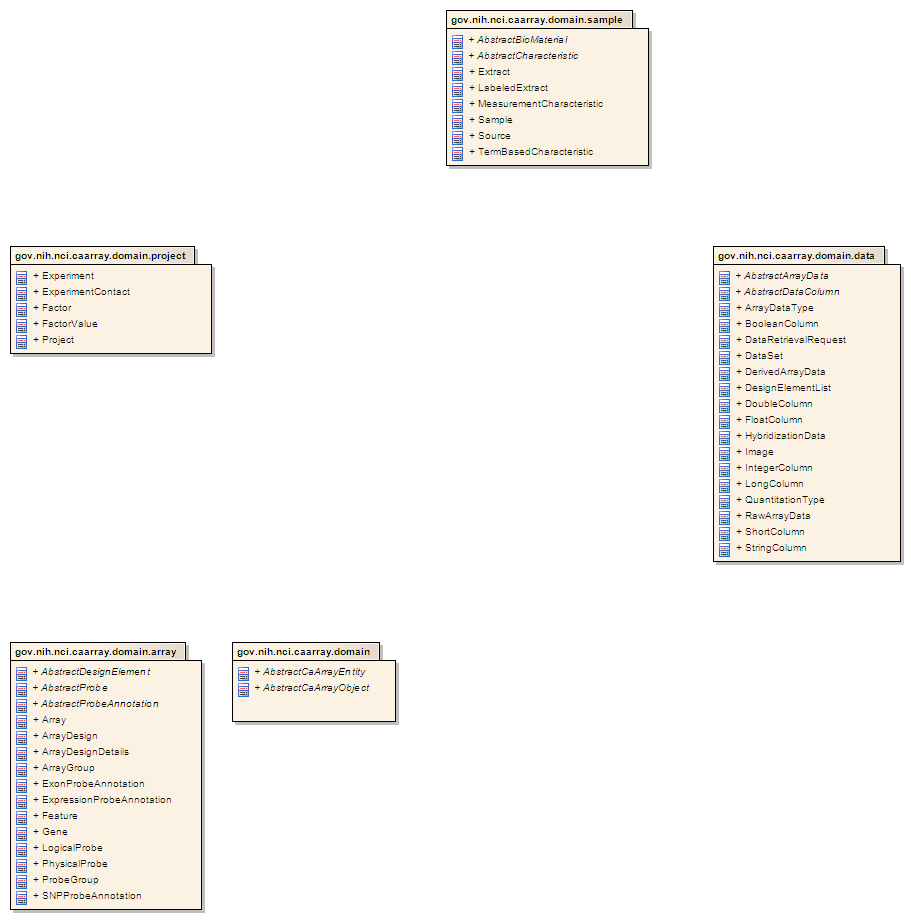 gov.nih.nci.caarray.domain.sample
+ AbstractBioMaterial
+ AbstractCharacteristic
+ Extract
+ LabeledExtract
+ MeasurementCharacteristic
+ Sample
+ Source
+ TermBasedCharacteristic
gov.nih.nci.caarray.domain.project
+ Experiment
+ ExperimentContact
+ Factor
+ FactorValue
+ Project
gov.nih.nci.caarray.domain.data
+ AbstractArrayData
+ AbstractDataColumn
+ ArrayDataType
+ BooleanColumn
+ DataRetrievalRequest
+ DataSet
+ DerivedArrayData
+ DesignElementList
+ DoubleColumn
+ FloatColumn
+ HybridizationData
+ Image
+ IntegerColumn
+ LongColumn
+ QuantitationType
+ RawArrayData
+ ShortColumn
+ StringColumn
gov.nih.nci.caarray.domain.array
+ AbstractDesignElement
+ AbstractProbe
+ AbstractProbeAnnotation
+ Array
+ ArrayDesign
+ ArrayDesignDetails
+ ArrayGroup
+ ExonProbeAnnotation
+ ExpressionProbeAnnotation
+ Feature
+ Gene
+ LogicalProbe
+ PhysicalProbe
+ ProbeGroup
+ SNPProbeAnnotation
gov.nih.nci.caarray.domain
+ AbstractCaArrayEntity
+ AbstractCaArrayObject